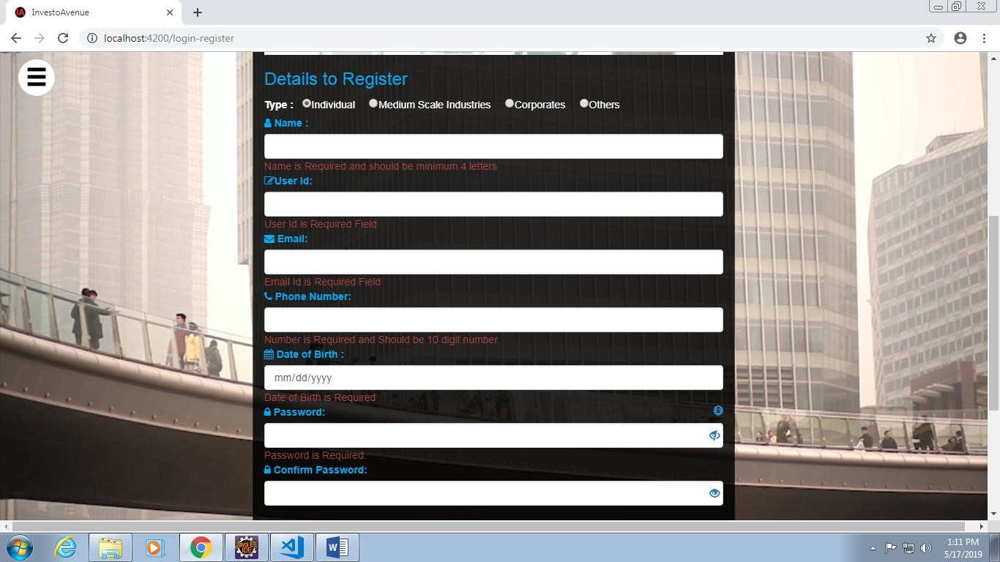 IA InvestoAvenue
localhost:4200/login-register
Details to Register
Type : Individual Medium Scale Industries Corporates Others
Name :
Name is Required and should be minimum 4 letters
User Id:
User Id is Required Field
Email:
Email Id is Required Field
Phone Number:
Number is Required and Should be 10 digit number
Date of Birth :
mm/dd/yyyy
Date of Birth is Required
Password:
Password is Required.
Confirm Password:
Java EE
IDE
W
1:11 PM
5/17/2019